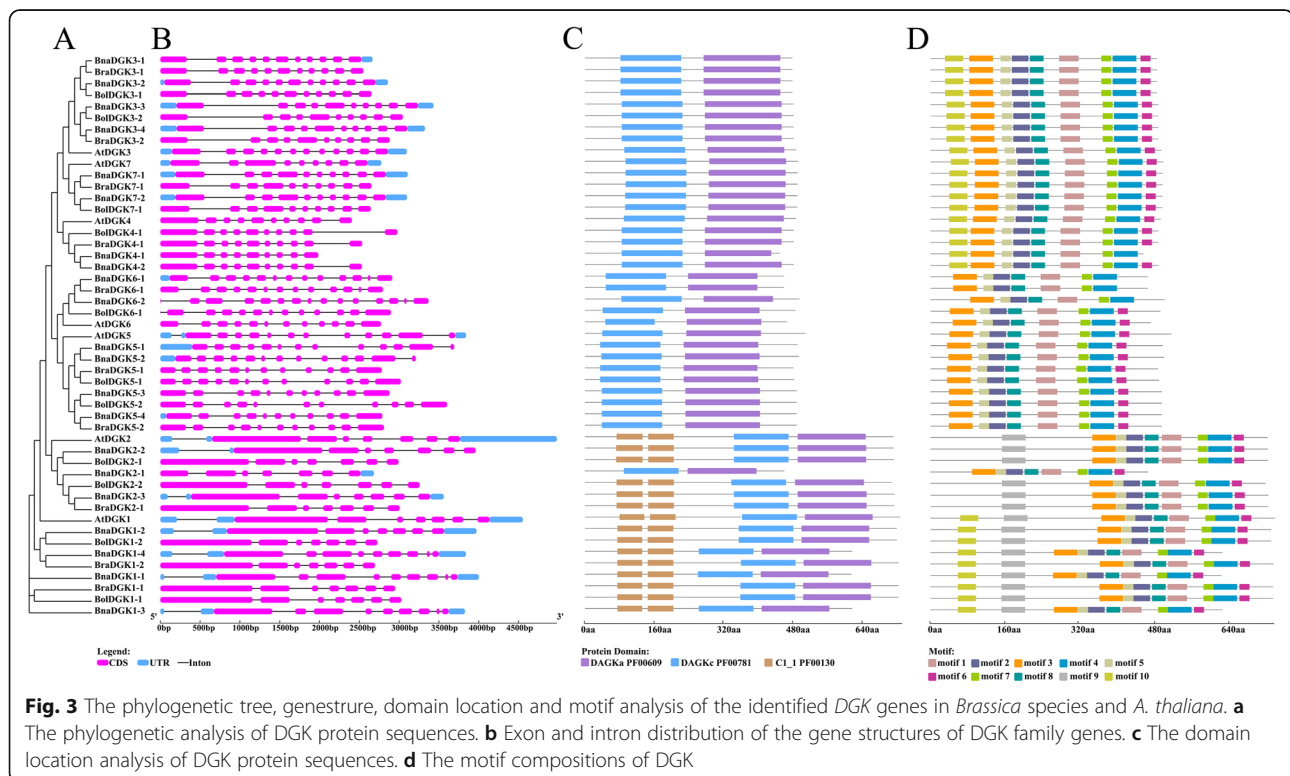 A
B
C
D
BnaDGK3-1
BraDGK3-1
BnaDGK3-2
BolDGK3-1
BnaDGK3-3
BolDGK3-2
BnaDGK3-4
BraDGK3-2
AtDGK3
AtDGK7
BnaDGK7-1
BraDGK7-1
BnaDGK7-2
BolDGK7-1
AtDGK4
BolDGK4-1
BraDGK4-1
BnaDGK4-1
BnaDGK4-2
BnaDGK6-1
BraDGK6-1
BnaDGK6-2
BolDGK6-1
AtDGK6
AtDGK5
BnaDGK5-1
BnaDGK5-2
BraDGK5-1
BolDGK5-1
BnaDGK5-3
BolDGK5-2
BnaDGK5-4
BraDGK5-2
AtDGK2
BnaDGK2-2
BolDGK2-1
BnaDGK2-1
BolDGK2-2
BnaDGK2-3
BraDGK2-1
AtDGK1
BnaDGK1-2
BolDGK1-2
BnaDGK1-4
BraDGK1-2
BnaDGK1-1
BraDGK1-1
BolDGK1-1
BnaDGK1-3
5' 3'
0bp 500bp 1000bp 1500bp 2000bp 2500bp 3000bp 3500bp 4000bp 4500bp
0aa 160aa 320aa 480aa 640aa
0aa 160aa 320aa 480aa 640aa
Legend:
CDS UTR Inton
Protein Domain:
DAGKa PF00609 DAGKc PF00781 C1_1 PF00130
Motif:
motif 1 motif 2 motif 3 motif 4 motif 5
motif 6 motif 7 motif 8 motif 9 motif 10
Fig. 3 The phylogenetic tree, genestrure, domain location and motif analysis of the identified DGK genes in Brassica species and A. thaliana. a
The phylogenetic analysis of DGK protein sequences. b Exon and intron distribution of the gene structures of DGK family genes. c The domain
location analysis of DGK protein sequences. d The motif compositions of DGK